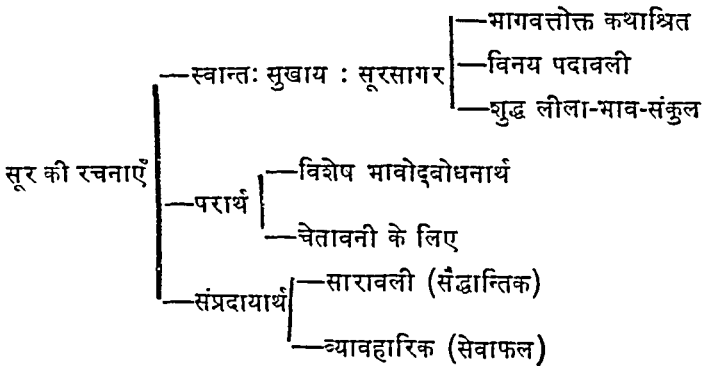 भागवत्तोक्त कथाश्रित
स्वान्तः सुखाय : सूरसागर
विनय पदावली
शुद्ध लीला-भाव-संकुल
सूर की रचनाएँ
विशेष भावोद्बोधनार्थ
परार्थ
चेतावनी के लिए
सारावली (सैद्धान्तिक)
संप्रदायार्थ
व्यावहारिक (सेवाफल)